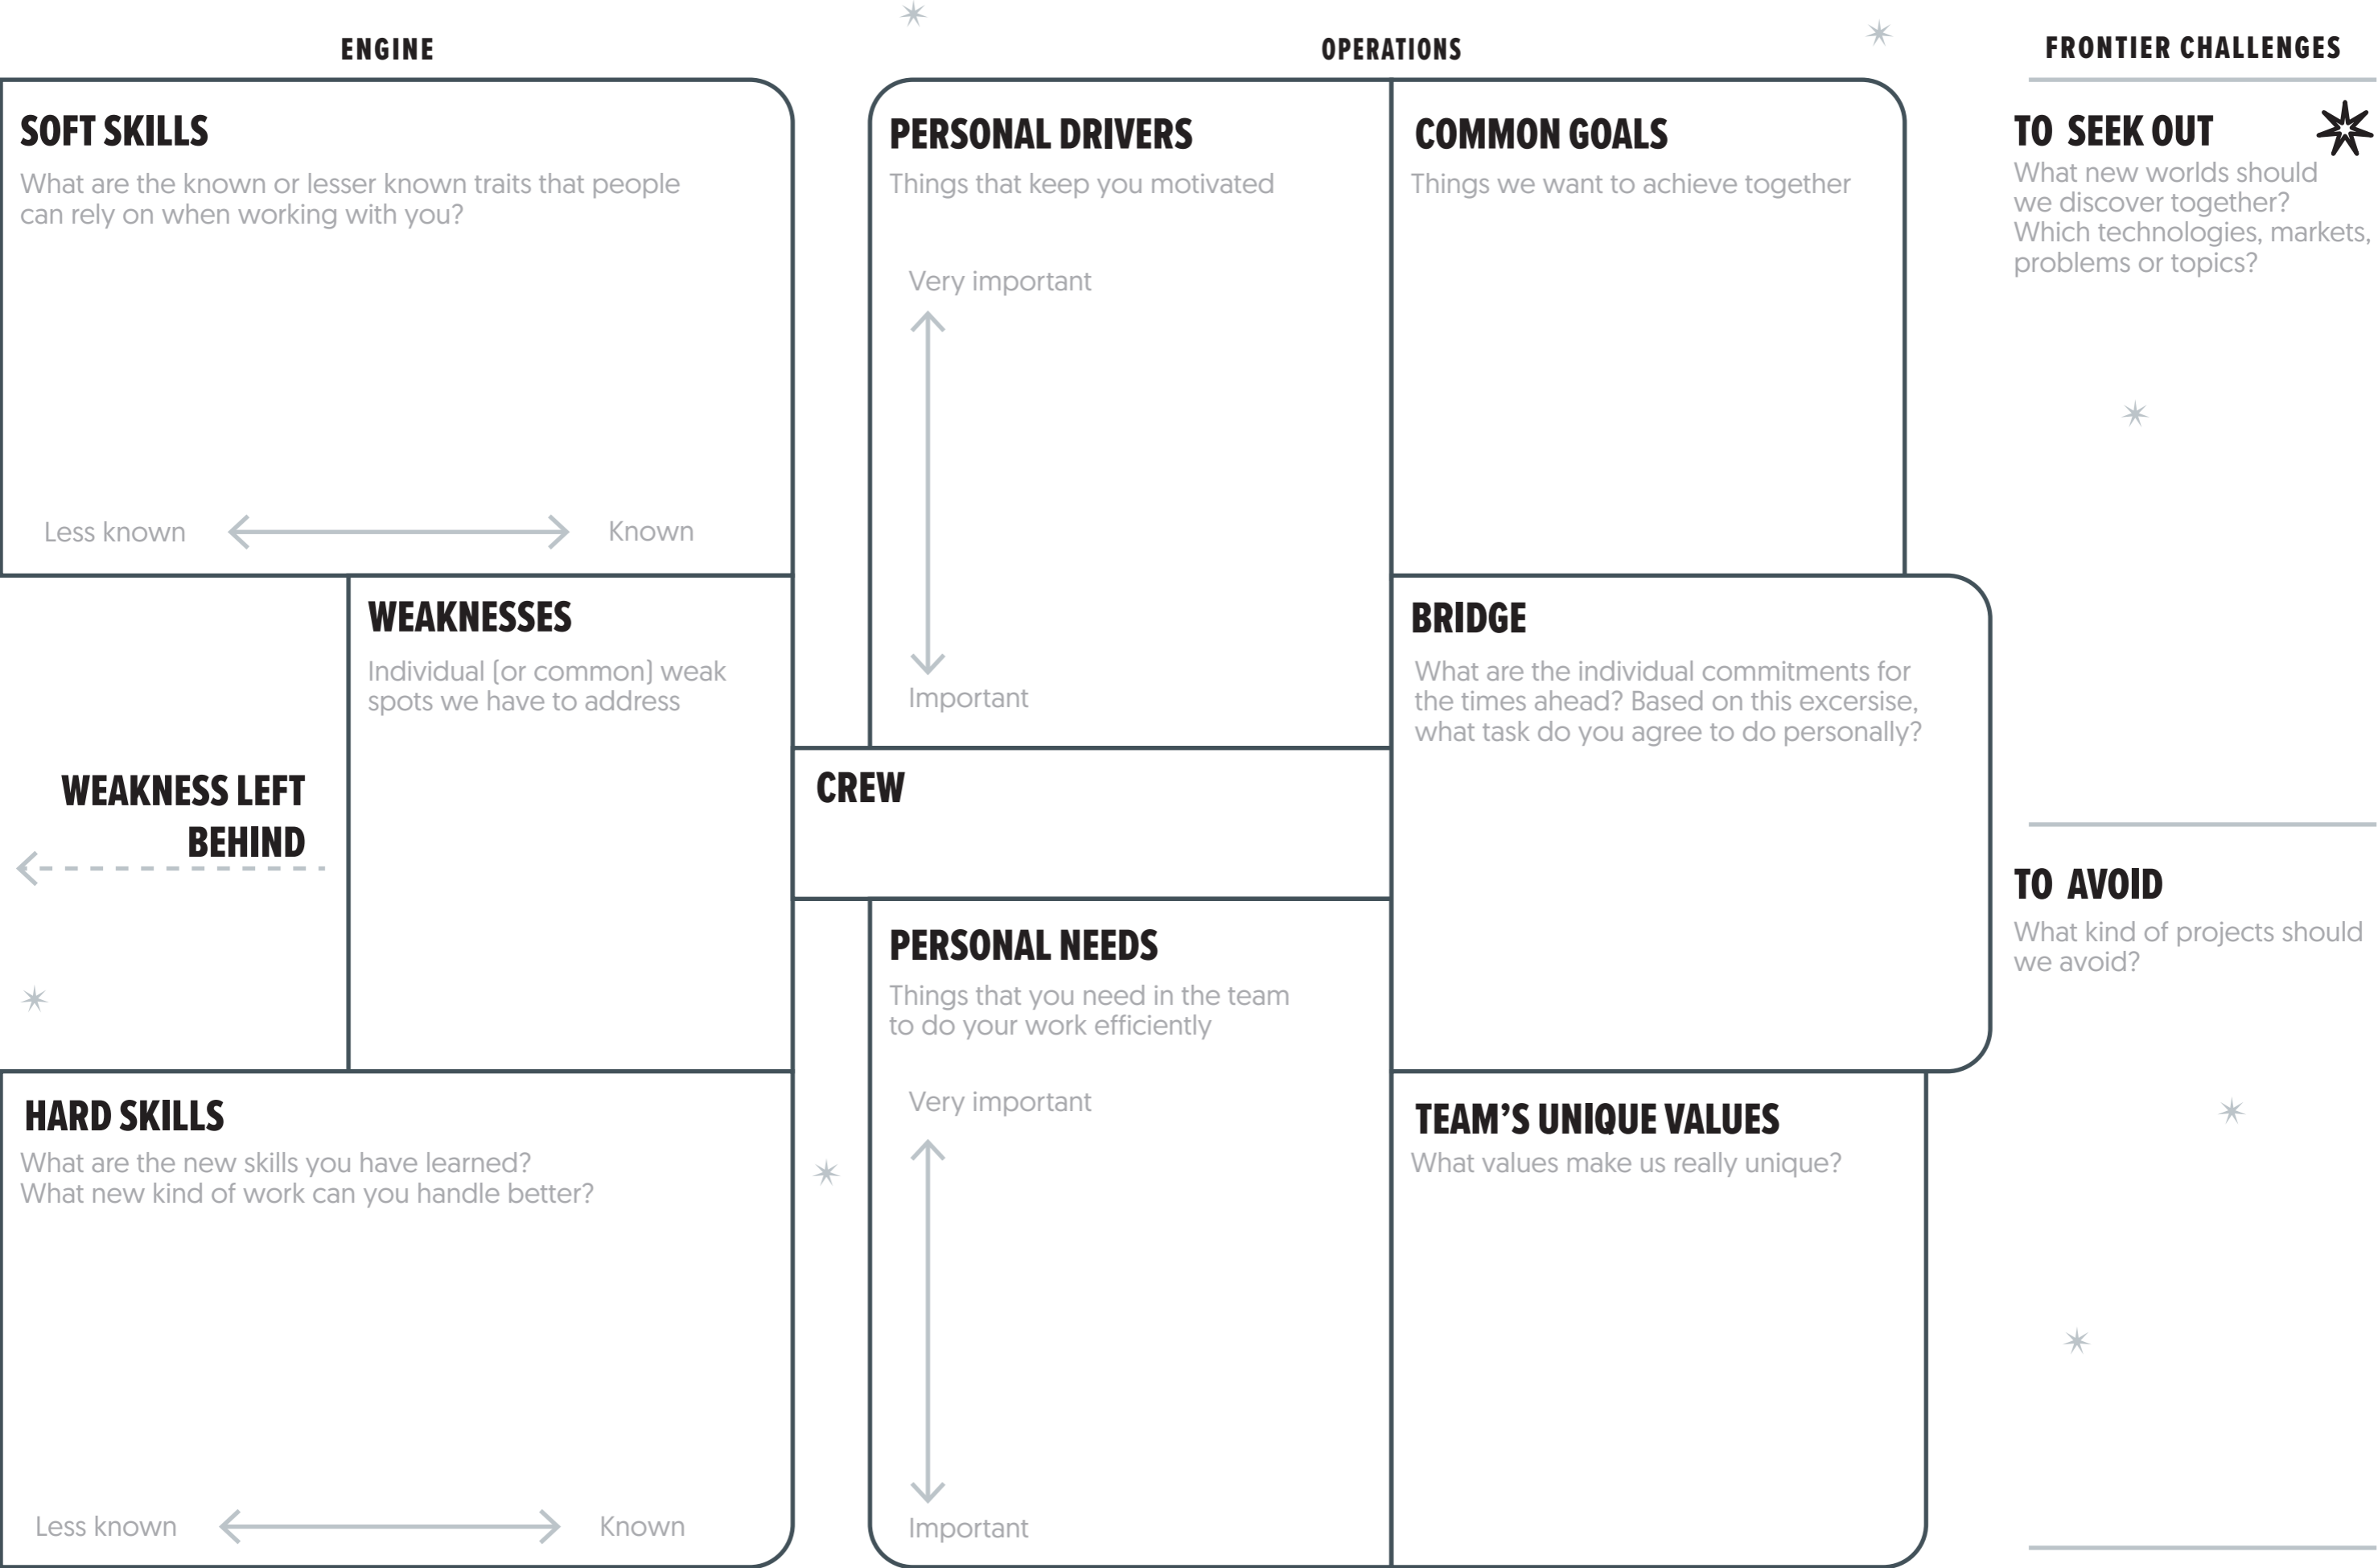 ENGINE
SOFT SKILLS
What are the known or lesser known traits that people
can rely on when working with you?
Less known
Known
WEAKNESSES
Individual (or common) weak
spots we have to address
WEAKNESS LEFT
BEHIND
HARD SKILLS
What are the new skills you have learned?
What new kind of work can you handle better?
Less known
Known
OPERATIONS
PERSONAL DRIVERS
Things that keep you motivated
Very important
Important
COMMON GOALS
Things we want to achieve together
CREW
BRIDGE
What are the individual commitments for
the times ahead? Based on this excersise,
what task do you agree to do personally?
PERSONAL NEEDS
Things that you need in the team
to do your work efficiently
Very important
Important
TEAM’S UNIQUE VALUES
What values make us really unique?
FRONTIER CHALLENGES
TO SEEK OUT
What new worlds should
we discover together?
Which technologies, markets,
problems or topics?
TO AVOID
What kind of projects should
we avoid?